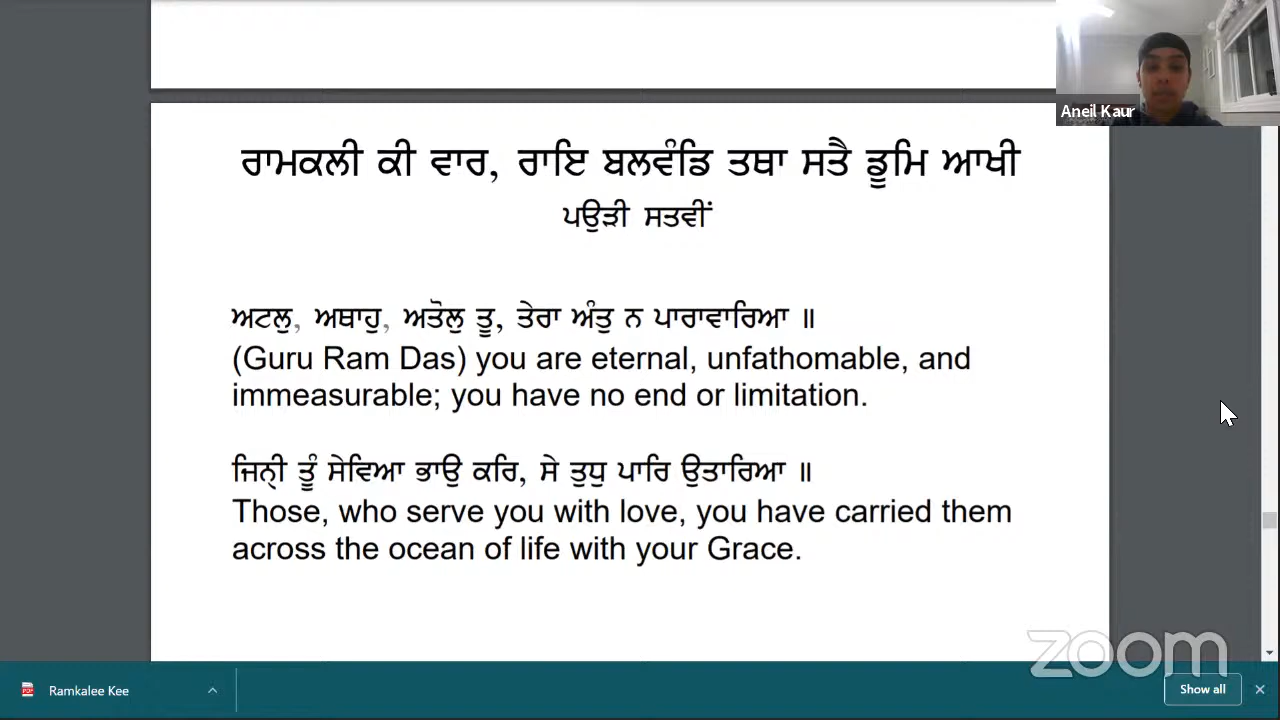 Aneil Kaur
ਰਾਮਕਲੀ ਕੀ ਵਾਰ, ਰਾਇ ਬਲਵੰਡਿ ਤਥਾ ਸਤੈ ਡੂਮਿ ਆਖੀ
ਪਉੜੀ ਸਤਵੀਂ
ਅਟਲੁ, ਅਥਾਹੁ, ਅਤੋਲੁ ਤੂ, ਤੇਰਾ ਅੰਤੁ ਨ ਪਾਰਾਵਾਰਿਆ ॥
(Guru Ram Das) you are eternal, unfathomable, and
immeasurable; you have no end or limitation.
ਜਿਨੑੀ ਤੂੰ ਸੇਵਿਆ ਭਾਉ ਕਰਿ, ਸੇ ਤੁਧੁ ਪਾਰਿ ਉਤਾਰਿਆ ॥
Those, who serve you with love, you have carried them
across the ocean of life with your Grace.
zoom
Ramkalee Kee
Show all